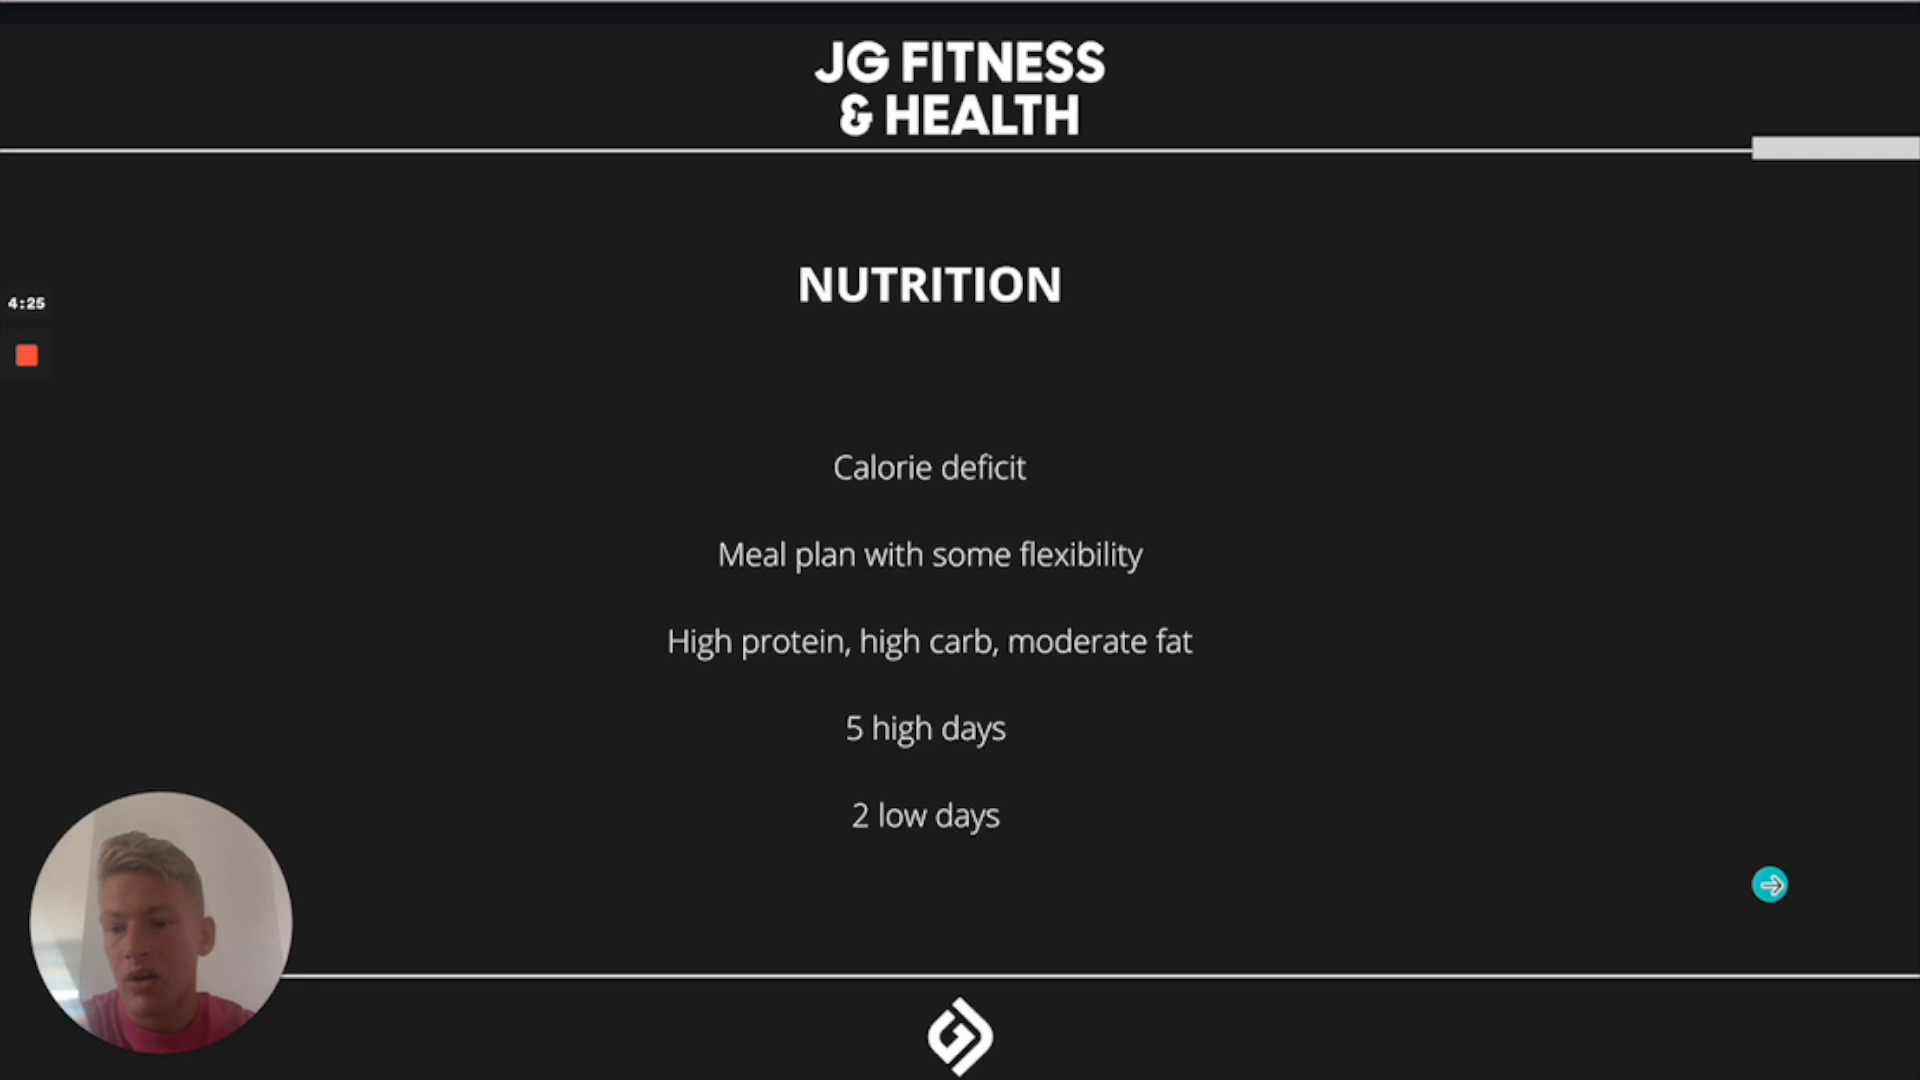 JG FITNESS
& HEALTH
NUTRITION
4:25
Calorie deficit
Meal plan with some flexibility
High protein, high carb, moderate fat
5 high days
2 low days